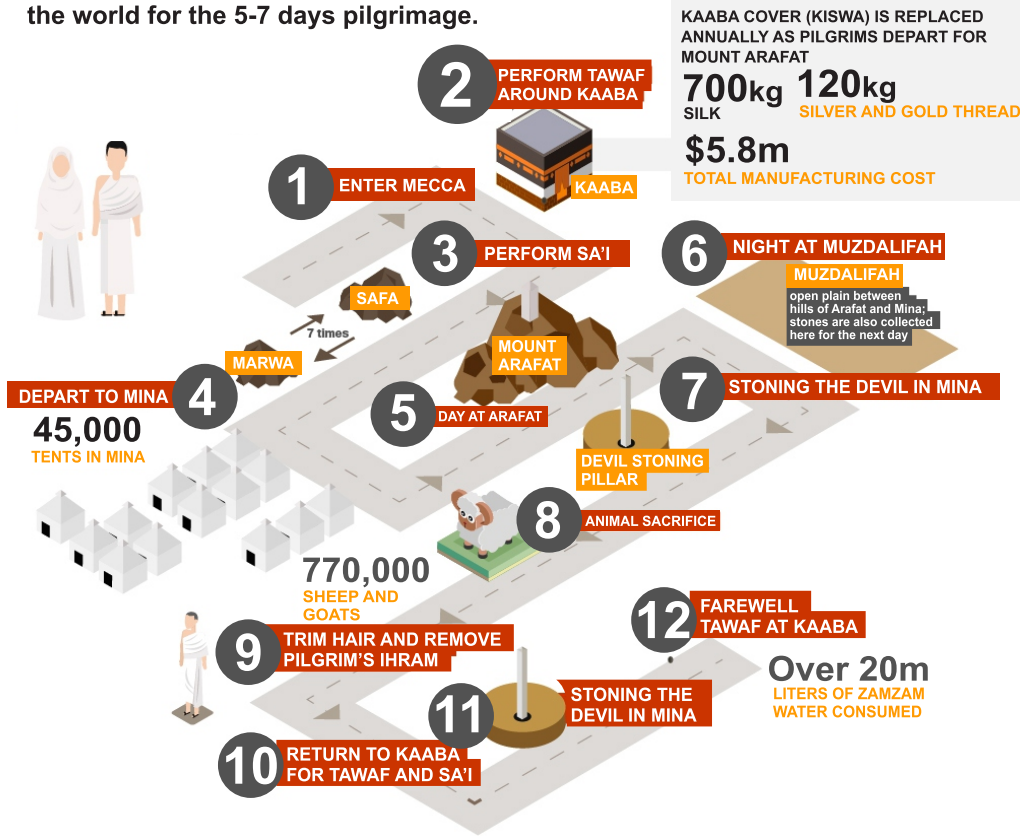 the world for the 5-7 days pilgrimage.
KAABA COVER (KISWA) IS REPLACED
ANNUALLY AS PILGRIMS DEPART FOR
MOUNT ARAFAT
700kg
SILK
120kg
SILVER AND GOLD THREAD
$5.8m
TOTAL MANUFACTURING COST
1
ENTER MECCA
2
PERFORM TAWAF
AROUND KAABA
KAABA
3
PERFORM SA'I
SAFA
7 times
MARWA
4
DEPART TO MINA
45,000
TENTS IN MINA
5
DAY AT ARAFAT
MOUNT
ARAFAT
6
NIGHT AT MUZDALIFAH
MUZDALIFAH
open plain between
hills of Arafat and Mina;
stones are also collected
here for the next day
7
STONING THE DEVIL IN MINA
DEVIL STONING
PILLAR
8
ANIMAL SACRIFICE
770,000
SHEEP AND
GOATS
9
TRIM HAIR AND REMOVE
PILGRIM'S IHRAM
10
RETURN TO KAABA
FOR TAWAF AND SA'I
11
STONING THE
DEVIL IN MINA
12
FAREWELL
TAWAF AT KAABA
Over 20m
LITERS OF ZAMZAM
WATER CONSUMED